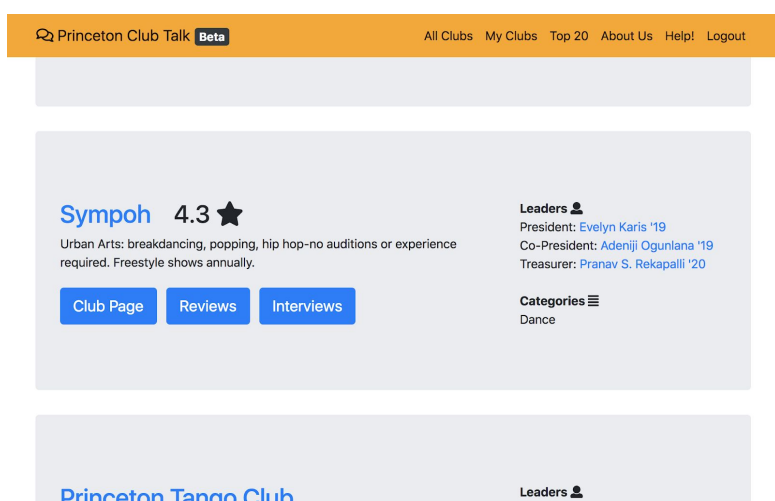 Princeton Club Talk Beta
All Clubs My Clubs Top 20 About Us Help! Logout
Sympoh 4.3
Urban Arts: breakdancing, popping, hip hop-no auditions or experience
required. Freestyle shows annually.
Club Page Reviews Interviews
Leaders
President: Evelyn Karis '19
Co-President: Adeniji Ogunlana '19
Treasurer: Pranav S. Rekapalli '20
Categories
Dance
Princeton Tango Club
Leaders